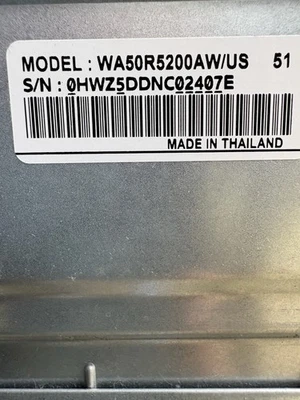 MODEL : WA50R5200AW/US 51
S/N : 0HWZ5DDNC02407E
MADE IN THAILAND